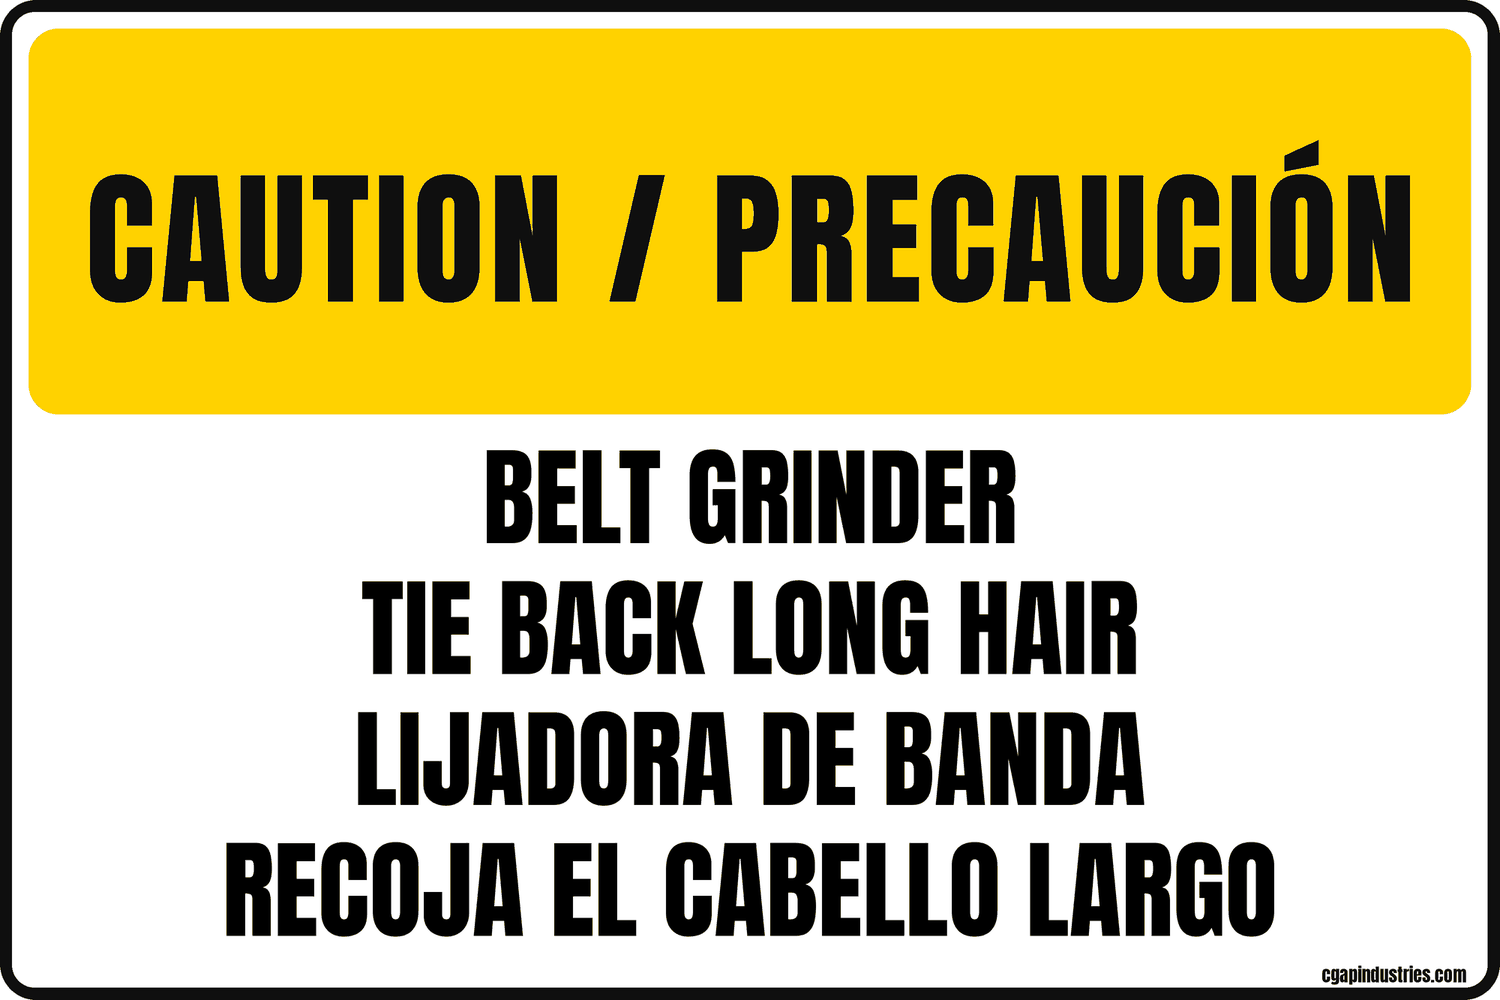 CAUTION / PRECAUCIÓN
BELT GRINDER
TIE BACK LONG HAIR
LIJADORA DE BANDA
RECOJA EL CABELLO LARGO
cgapindustries.com